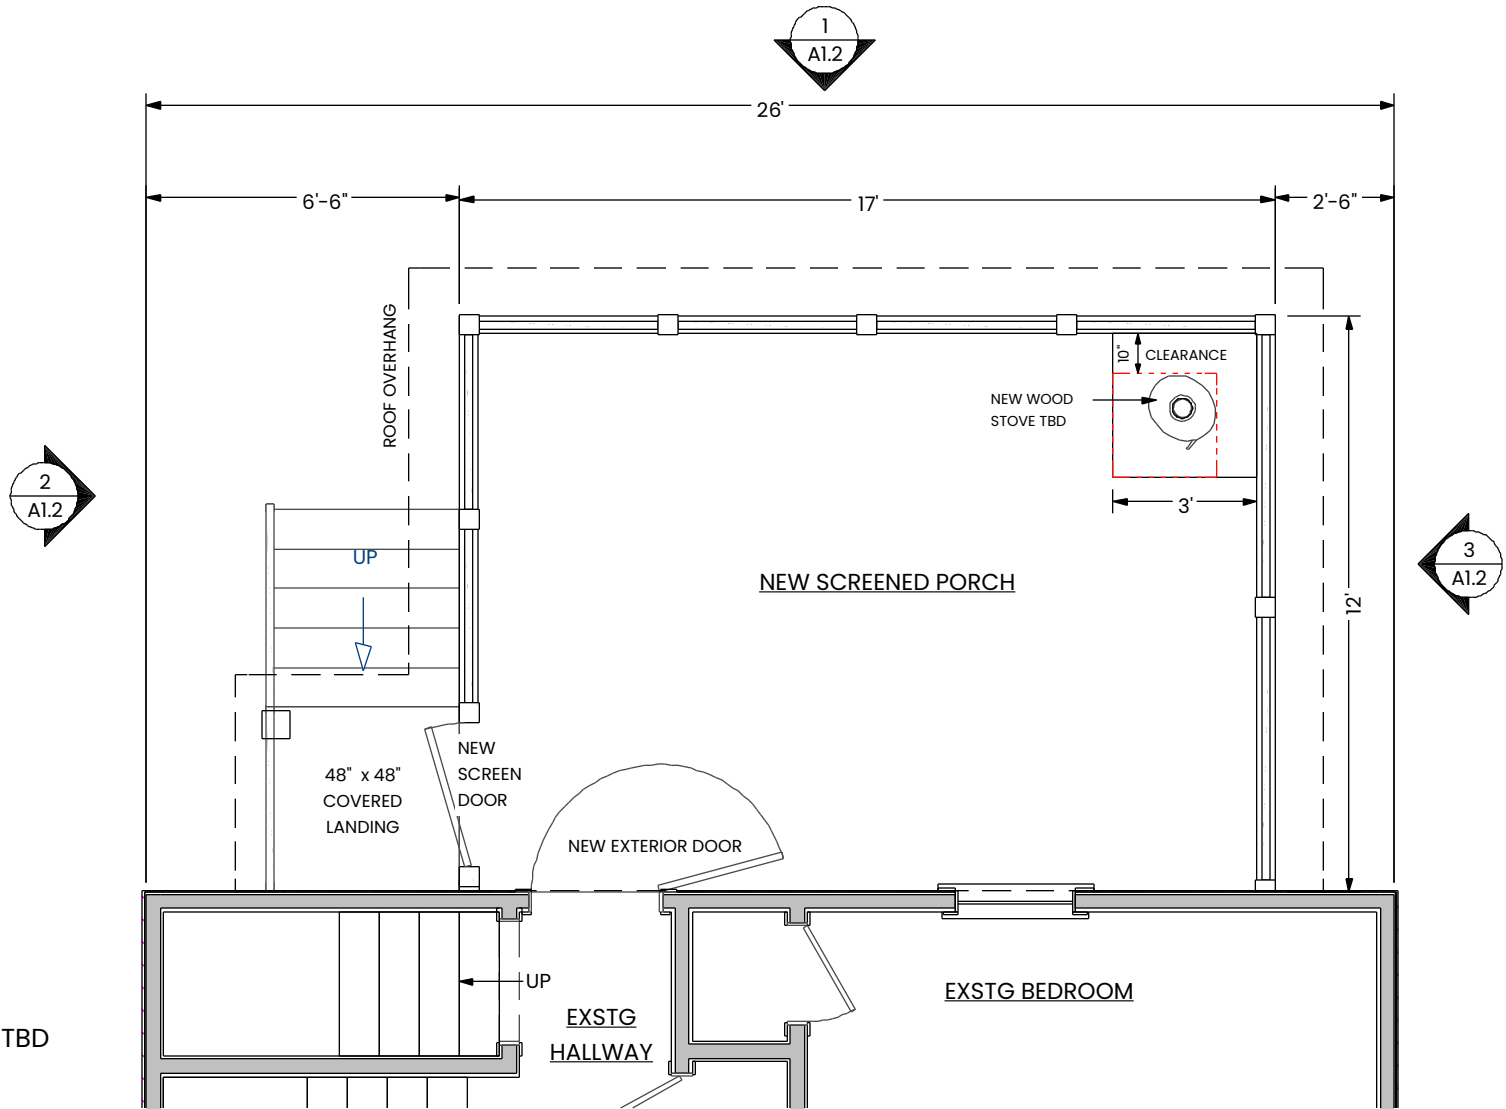 1
A1.2
26'
6'-6"
17'
2'-6"
ROOF OVERHANG
10"
CLEARANCE
NEW WOOD
STOVE TBD
3'
2
A1.2
3
A1.2
UP
NEW SCREENED PORCH
12'
NEW
SCREEN
DOOR
48" x 48"
COVERED
LANDING
NEW EXTERIOR DOOR
UP
EXSTG
HALLWAY
EXSTG BEDROOM
TBD